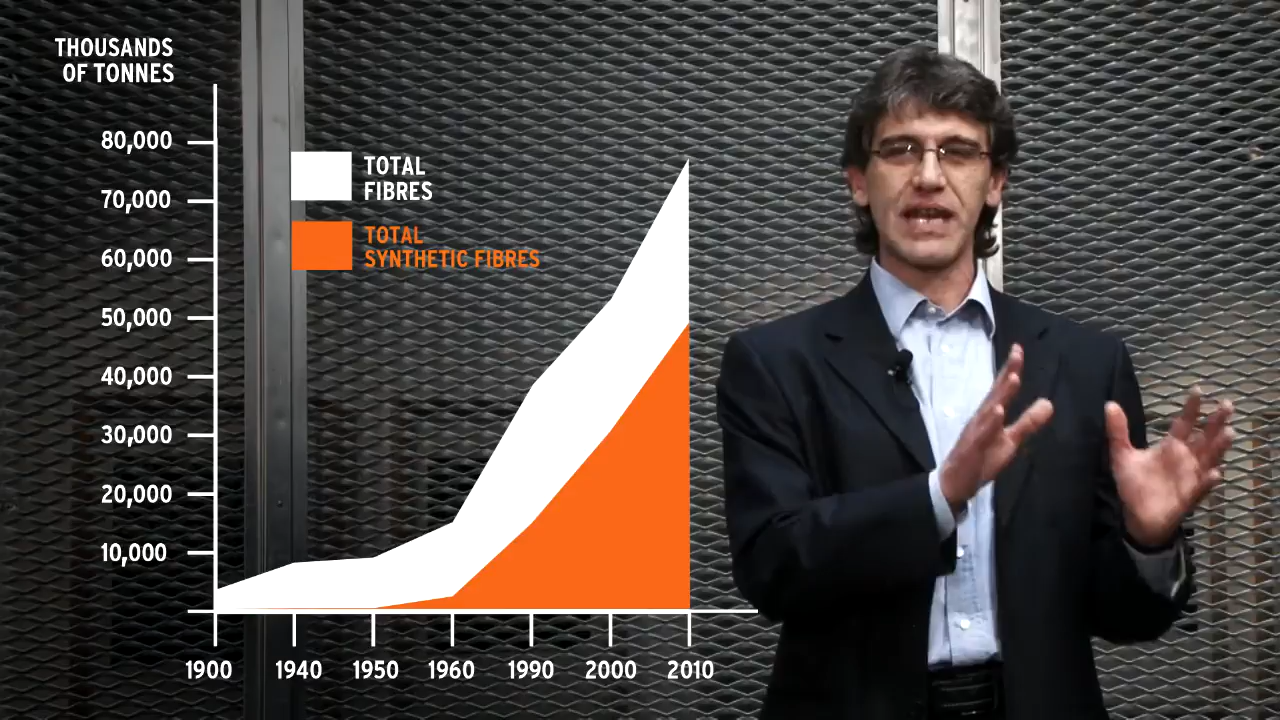 THOUSANDS
OF TONNES
80,000
70,000
60,000
50,000
40,000
30,000
20,000
10,000
TOTAL
FIBRES
TOTAL
SYNTHETIC FIBRES
1900 1940 1950 1960 1990 2000 2010